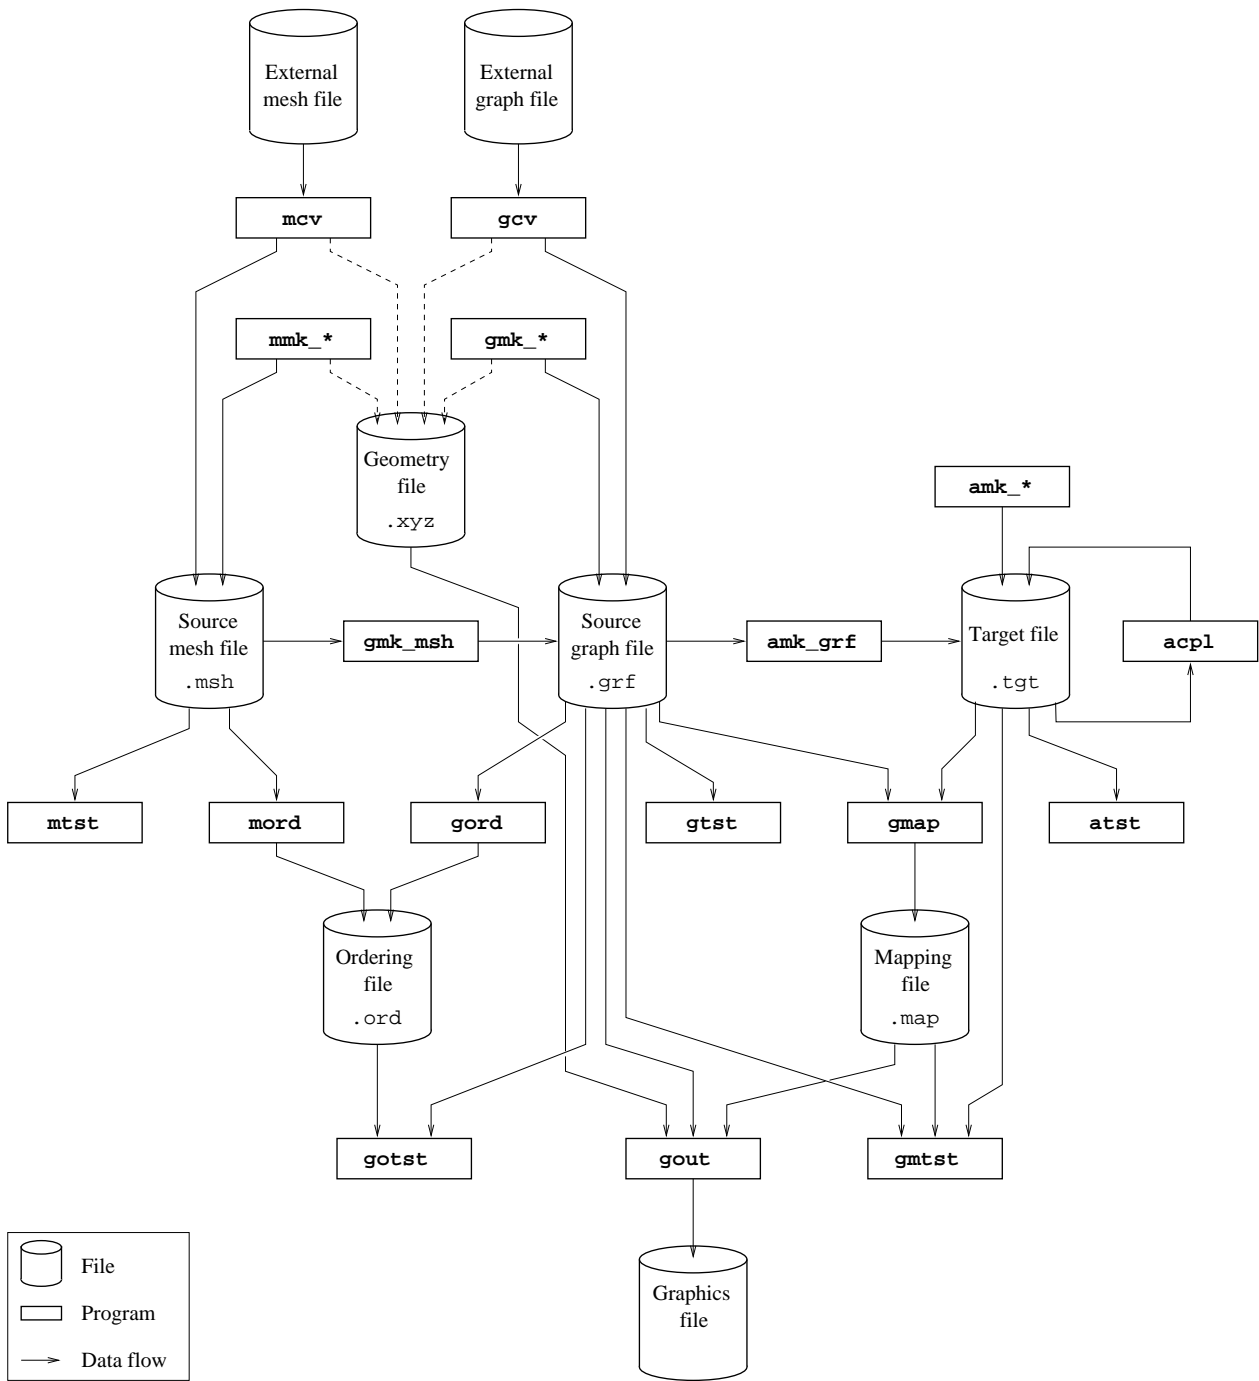 External
mesh file
External
graph file
mcv
gcv
mmk_*
gmk_*
Geometry
file
.xyz
amk_*
Source
mesh file
.msh
gmk_msh
Source
graph file
.grf
amk_grf
Target file
.tgt
acpl
mtst
mord
gord
gtst
gmap
atst
Ordering
file
.ord
Mapping
file
.map
gotst
gout
gmtst
File
Program
Data flow
Graphics
file